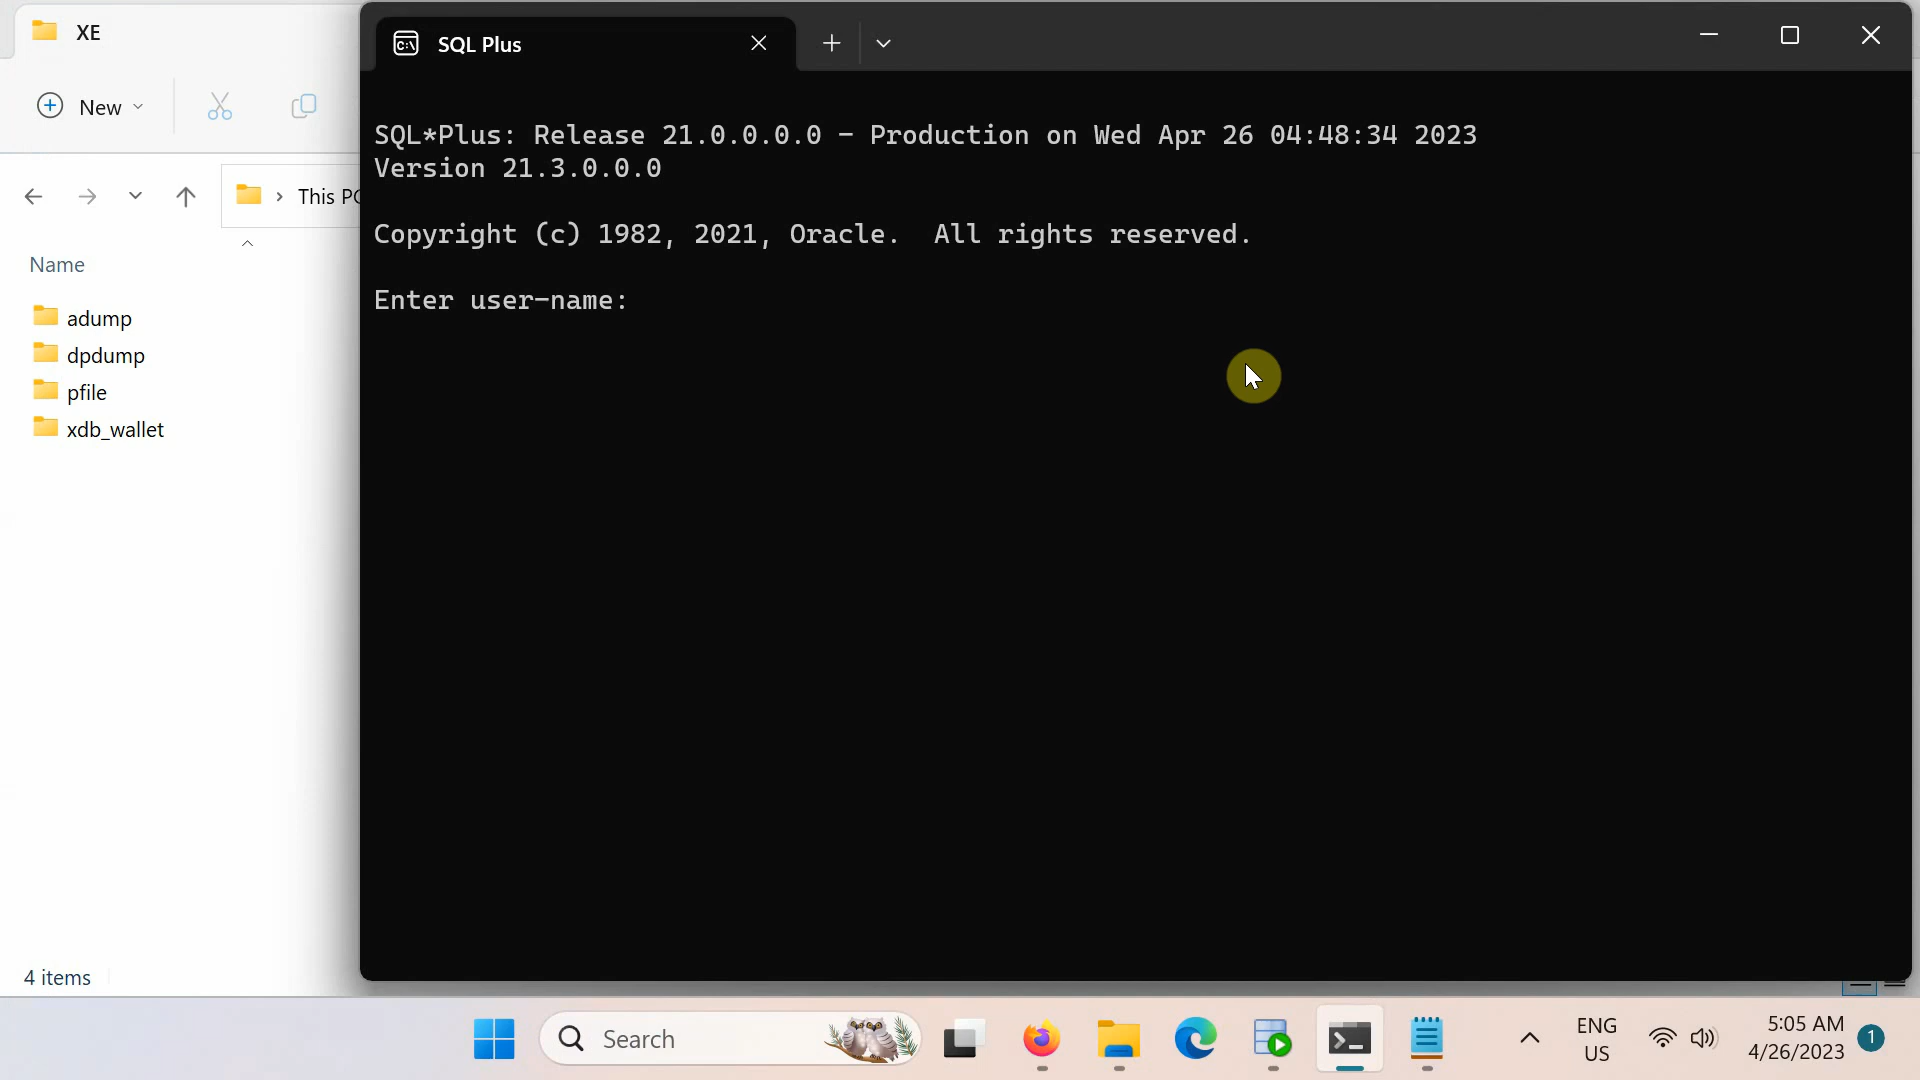 XE
New
This PC
Name
adump
dpdump
pfile
xdb_wallet
4 items
SQL Plus
SQL*Plus: Release 21.0.0.0.0 - Production on Wed Apr 26 04:48:34 2023
Version 21.3.0.0.0
Copyright (c) 1982, 2021, Oracle.  All rights reserved.
Enter user-name:
Search
ENG
US
5:05 AM
4/26/2023
1